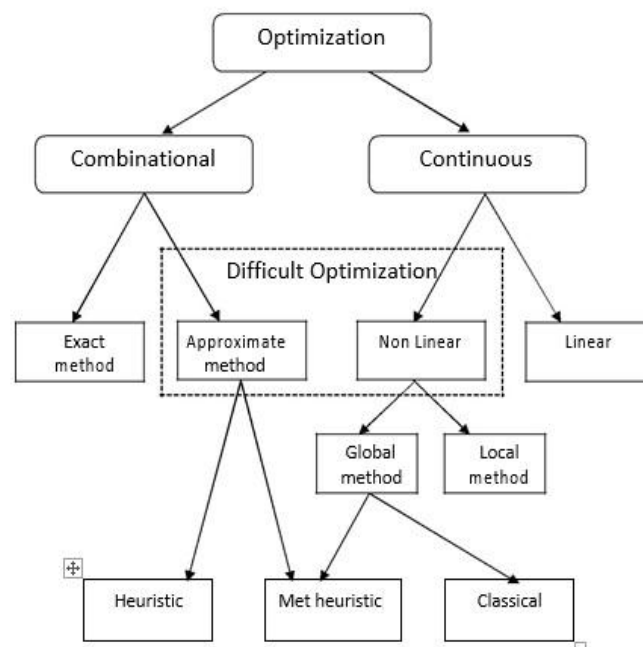 Optimization
Combinational
Continuous
Difficult Optimization
Exact
method
Approximate
method
Non Linear
Linear
Global
method
Local
method
Heuristic
Met heuristic
Classical